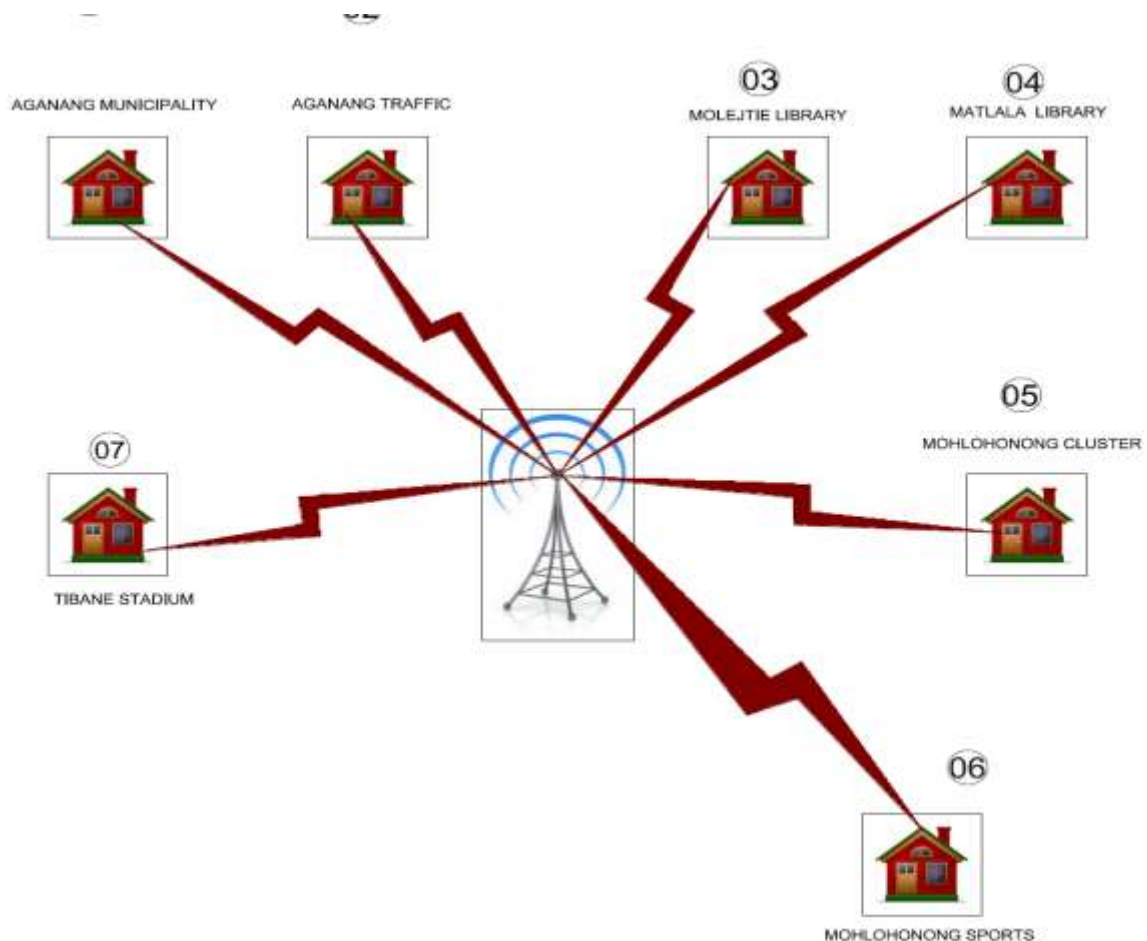 03
04
AGANANG MUNICIPALITY
AGANANG TRAFFIC
MOLEJTIE LIBRARY
MATLALA LIBRARY
05
MOHLOHONONG CLUSTER
07
TIBANE STADIUM
06
MOHLOHONONG SPORTS